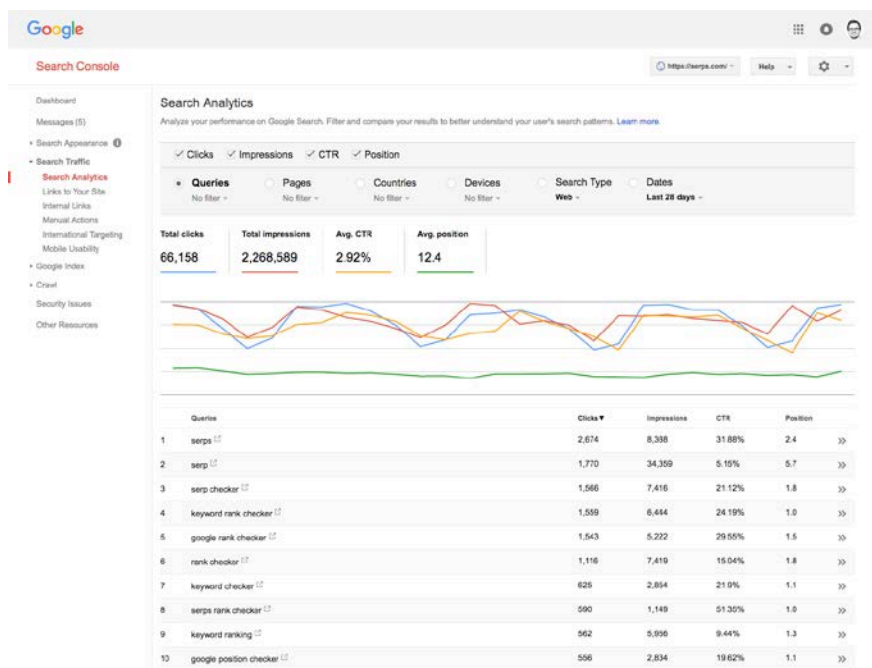 Google
Search Console
https://serps.com/
Help
Dashboard
Messages (5)
Search Appearance
Search Traffic
Search Analytics
Links to Your Site
Internal Links
Manual Actions
International Targeting
Mobile Usability
Google Index
Crawl
Security Issues
Other Resources
Search Analytics
Analyze your performance on Google Search. Filter and compare your results to better understand your user's search patterns. Learn more.
Clicks Impressions CTR Position
Queries Pages Countries Devices Search Type Dates
No filter No filter No filter No filter Web Last 28 days
Total clicks Total impressions Avg. CTR Avg. position
66,158 2,268,589 2.92% 12.4
Queries Clicks▼ Impressions CTR Position
1 serps 2,674 8,388 31.88% 2.4 »
2 serp 1,770 34,359 5.15% 5.7 »
3 serp checker 1,566 7,416 21.12% 1.8 »
4 keyword rank checker 1,559 6,444 24.19% 1.0 »
5 google rank checker 1,543 5,222 29.55% 1.5 »
6 rank checker 1,116 7,419 15.04% 1.8 »
7 keyword checker 625 2,854 21.9% 1.1 »
8 serps rank checker 590 1,149 51.35% 1.0 »
9 keyword ranking 562 5,956 9.44% 1.3 »
10 google position checker 556 2,834 19.62% 1.1 »